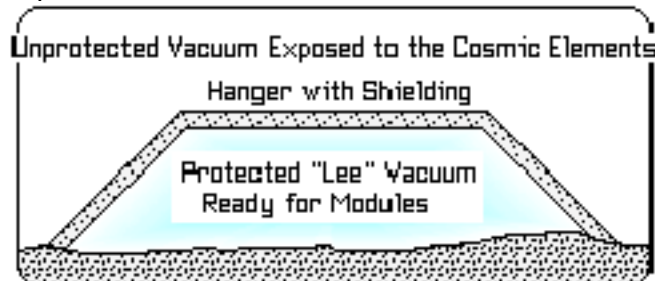 Unprotected Vacuum Exposed to the Cosmic Elements
Hanger with Shielding
Protected "Lee" Vacuum
Ready for Modules